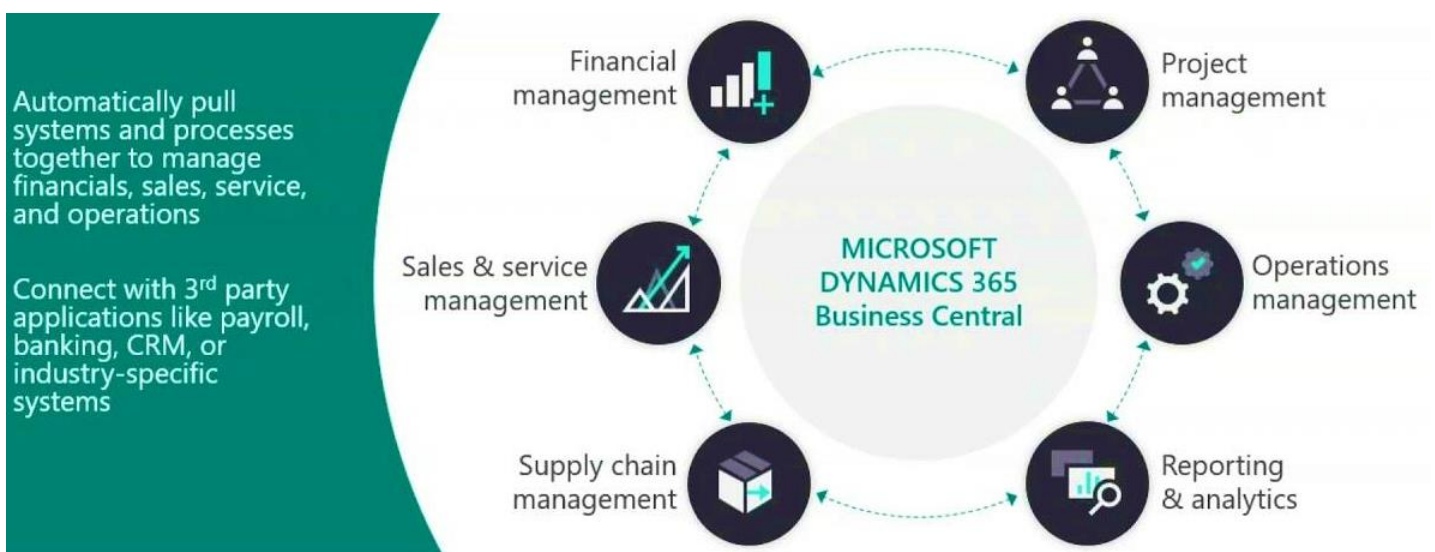 Automatically pull
systems and processes
together to manage
financials, sales, service,
and operations
Connect with 3rd party
applications like payroll,
banking, CRM, or
industry-specific
systems
Financial
management
Project
management
Sales & service
management
MICROSOFT
DYNAMICS 365
Business Central
Operations
management
Supply chain
management
Reporting
& analytics